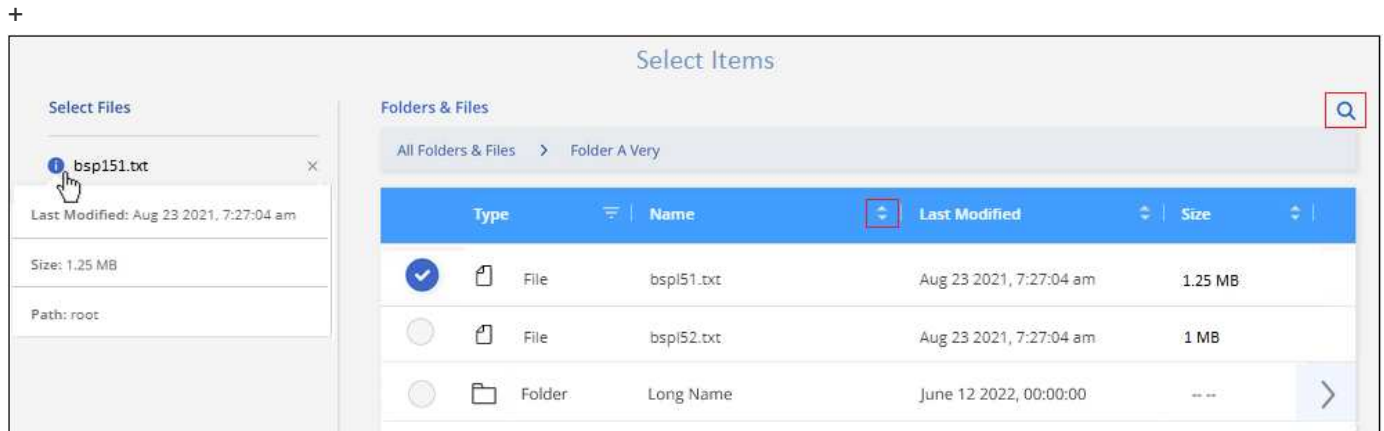 +
Select Items
Select Files
Folders & Files
bsp151.txt ×
All Folders & Files > Folder A Very
Last Modified: Aug 23 2021, 7:27:04 am
Type Name Last Modified Size
Size: 1.25 MB
File bspl51.txt Aug 23 2021, 7:27:04 am 1.25 MB
Path: root
File bspl52.txt Aug 23 2021, 7:27:04 am 1 MB
Folder Long Name June 12 2022, 00:00:00 -- --